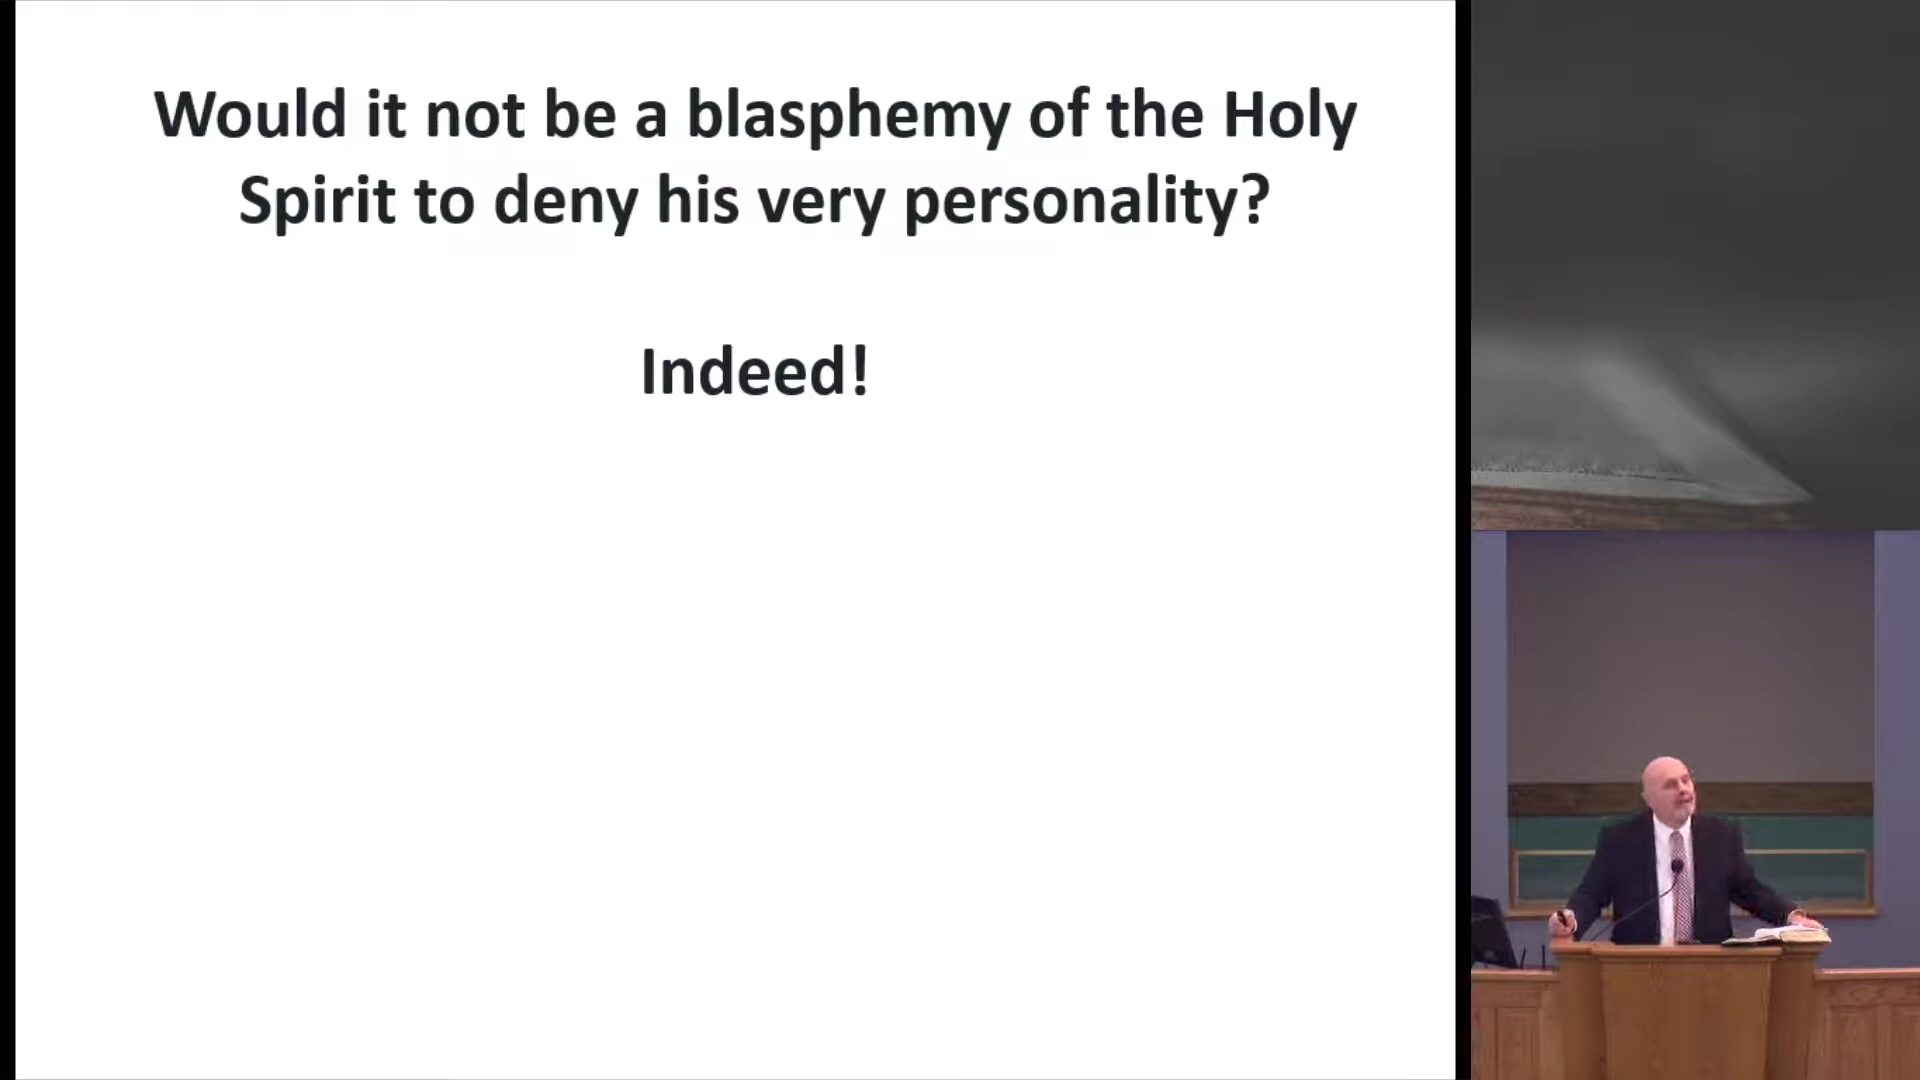 Would it not be a blasphemy of the Holy
Spirit to deny his very personality?
Indeed!